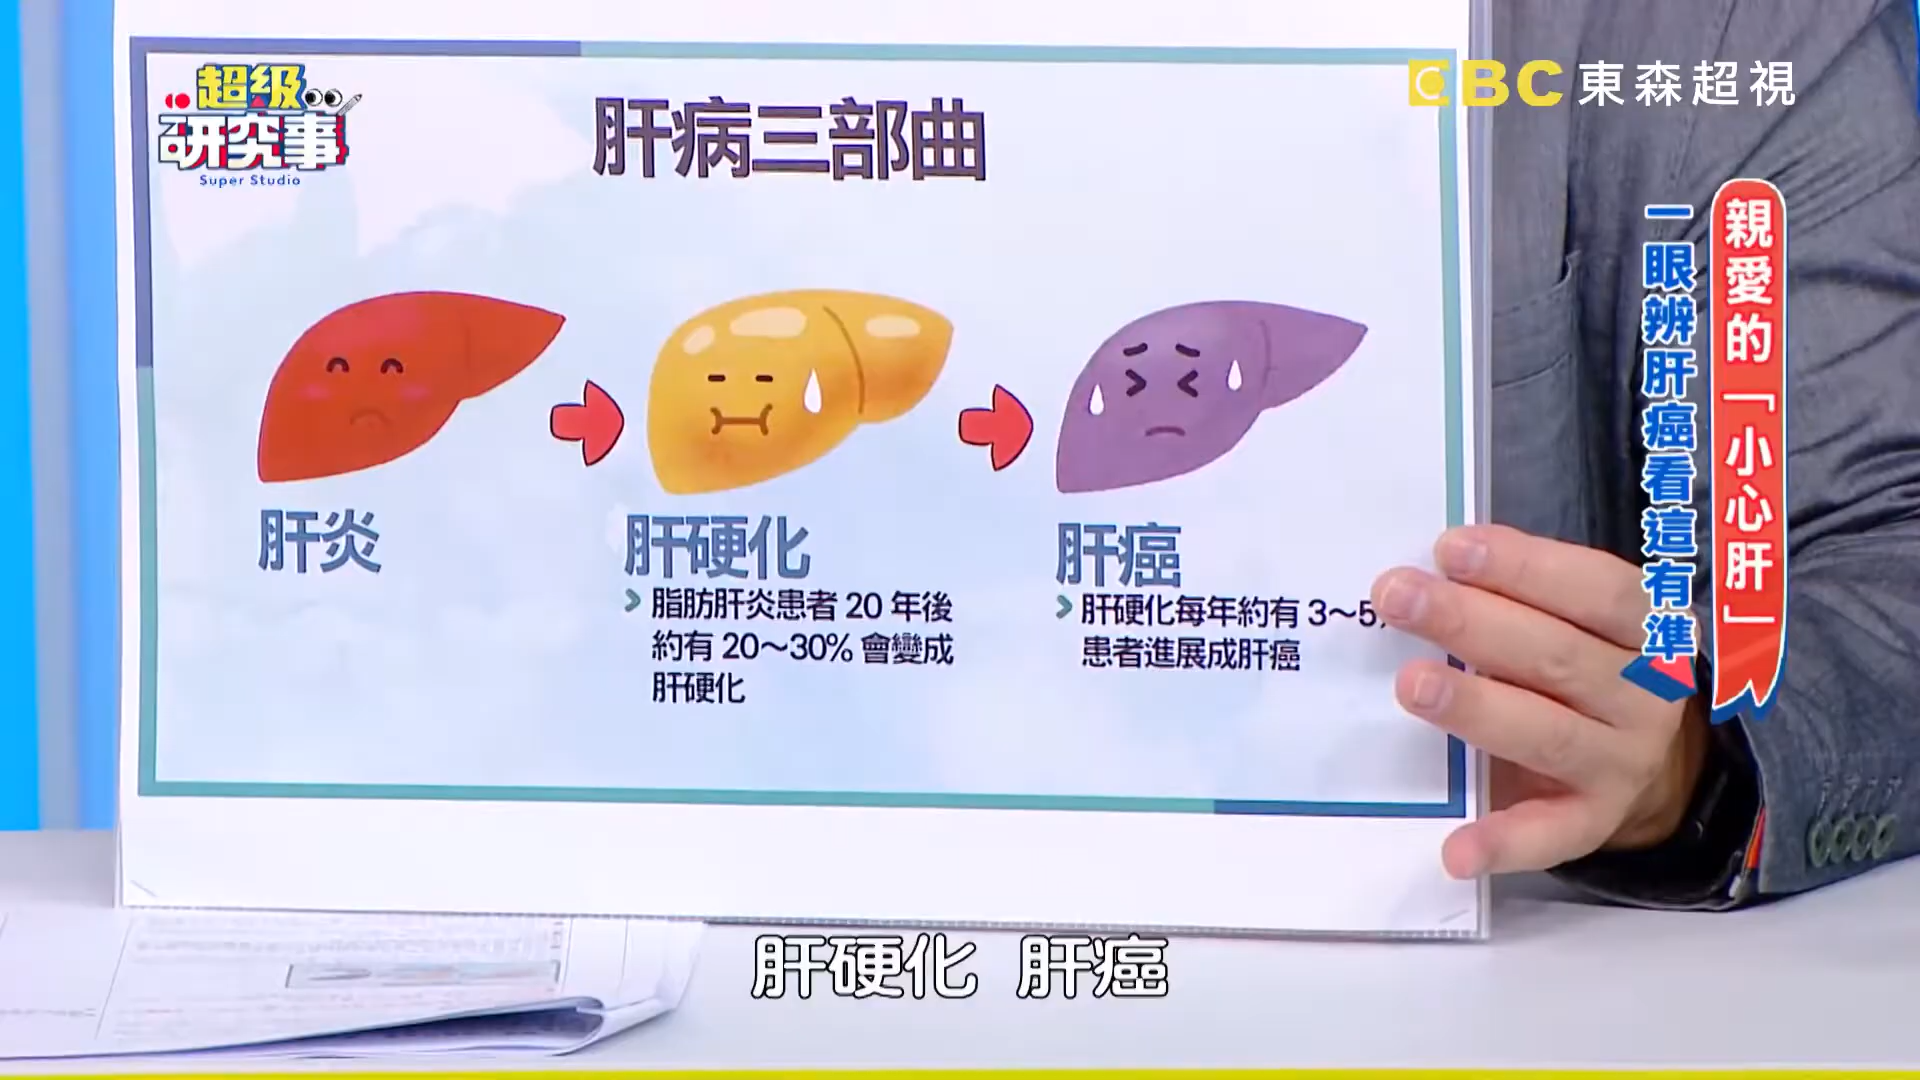 超級
研究事
Super Studio
EBC 東森超視
肝病三部曲
親愛的「小心肝」
一眼辨肝癌看這有準
肝炎
肝硬化
脂肪肝炎患者 20 年後
約有 20～30% 會變成
肝硬化
肝癌
肝硬化每年約有 3～5
患者進展成肝癌
肝硬化 肝癌